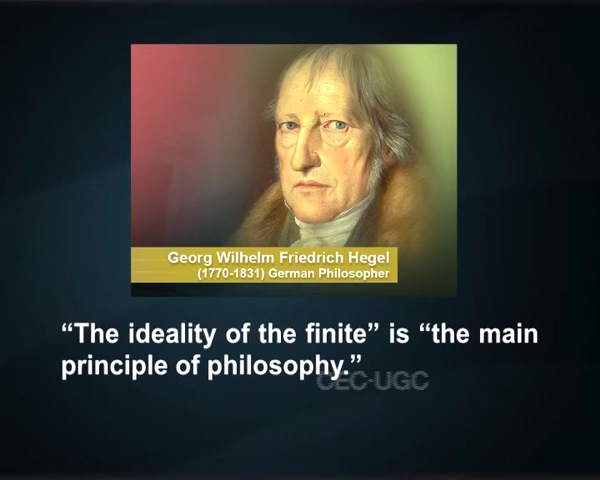 Georg Wilhelm Friedrich Hegel
(1770-1831) German Philosopher
“The ideality of the finite” is “the main
principle of philosophy.”
CEC-UGC